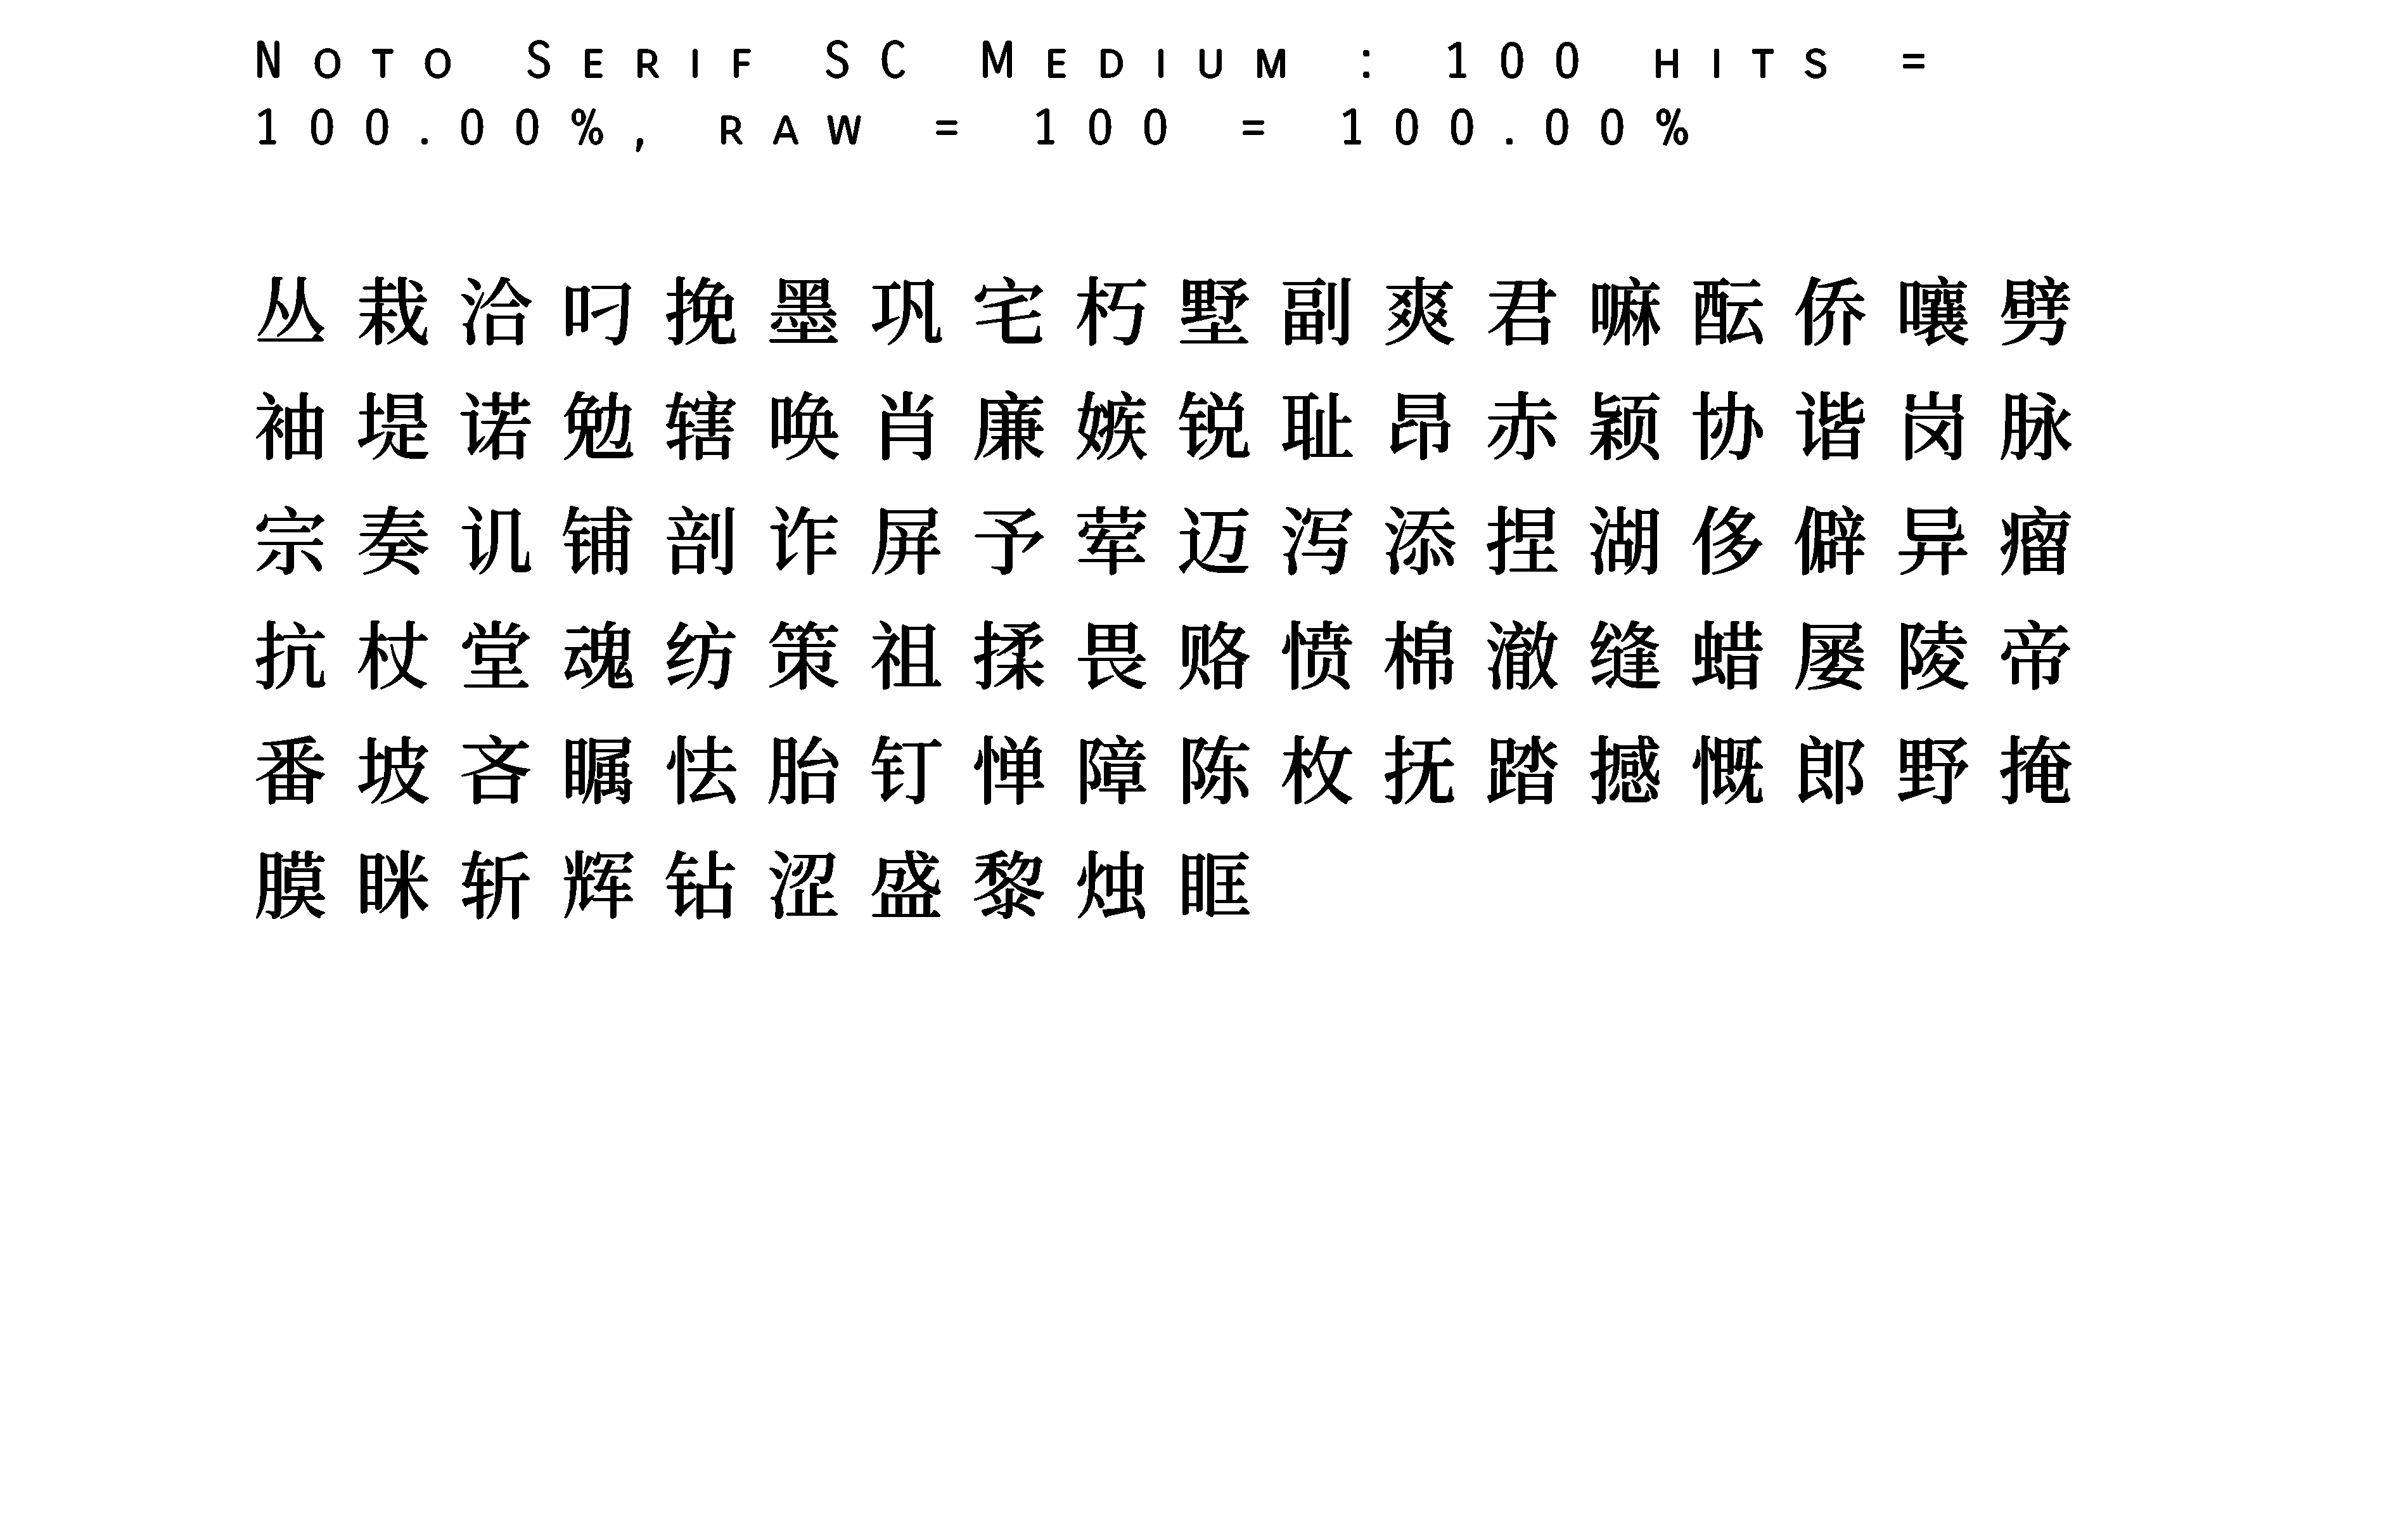 Noto Serif SC Medium : 100 hits =
100.00%, raw = 100 = 100.00%
丛栽洽叼挽墨巩宅朽墅副爽君嘛酝侨嚷劈
袖堤诺勉辖唤肖廉嫉锐耻昂赤颖协谐岗脉
宗奏讥铺剖诈屏予荤迈泻添捏湖侈僻异瘤
抗杖堂魂纺策祖揉畏赂愤棉澈缝蜡屡陵帝
番坡吝瞩怯胎钉惮障陈枚抚踏撼慨郎野掩
膜眯斩辉钻涩盛黎烛眶